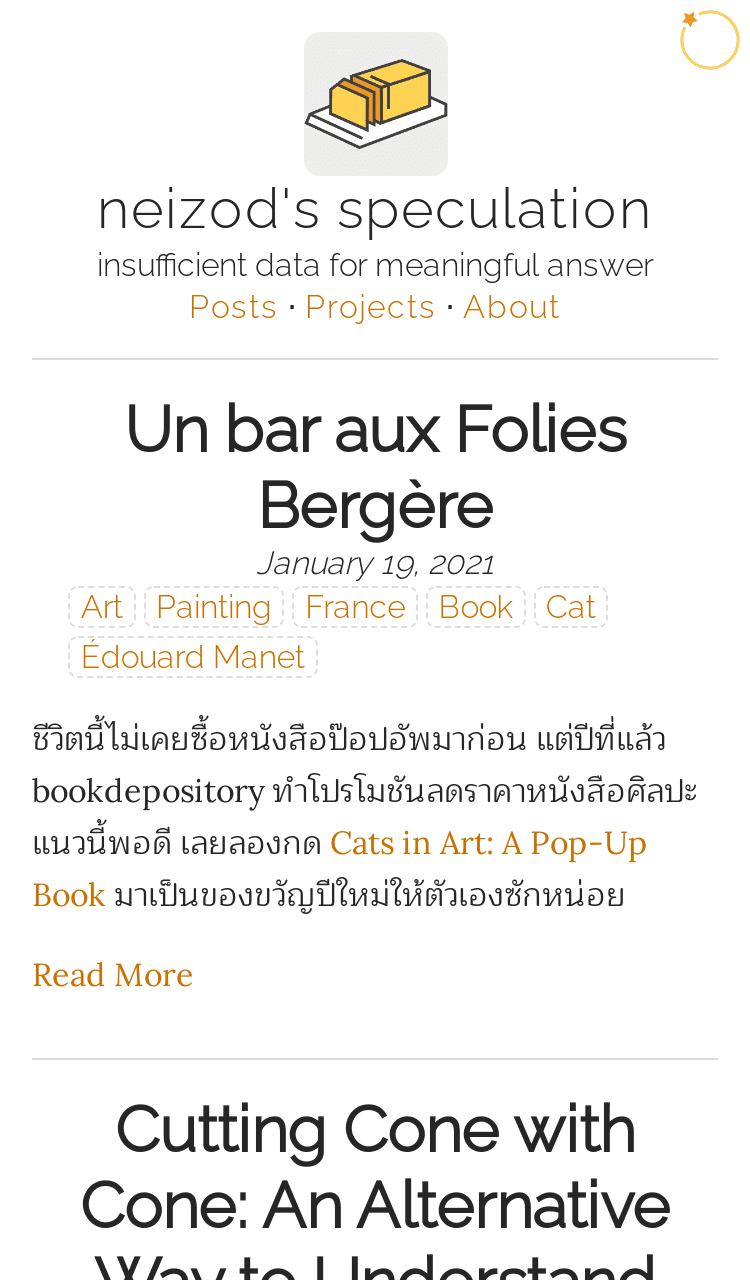 neizod's speculation
insufficient data for meaningful answer
Posts · Projects · About
Un bar aux Folies
Bergère
January 19, 2021
Art Painting France Book Cat
Édouard Manet
ชีวิตนี้ไม่เคยซื้อหนังสือป๊อปอัพมาก่อน แต่ปีที่แล้ว
bookdepository ทำโปรโมชันลดราคาหนังสือศิลปะ
แนวนี้พอดี เลยลองกด Cats in Art: A Pop-Up
Book มาเป็นของขวัญปีใหม่ให้ตัวเองซักหน่อย
Read More
Cutting Cone with
Cone: An Alternative
Way to Understand